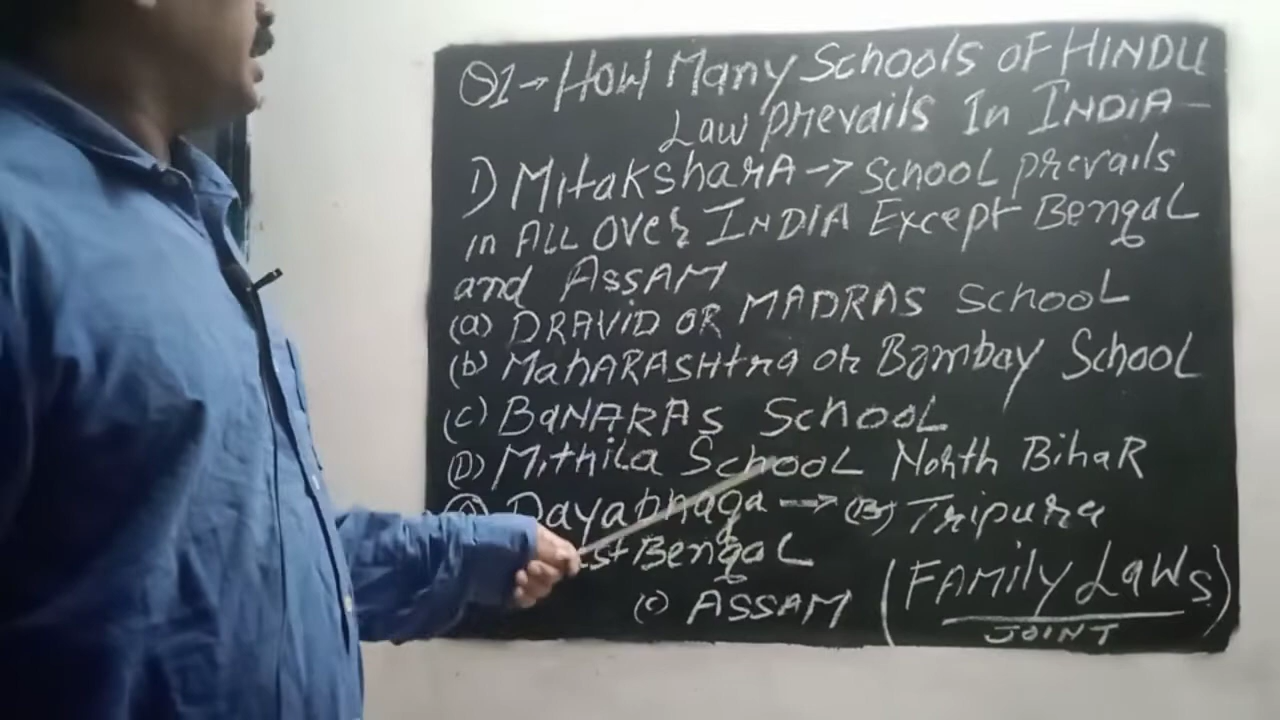 Q1→ How Many Schools of HINDU
Law prevails In INDIA -
1) Mitakshara → School prevails
in ALL over INDIA Except Bengal
and ASSAM
(a) DRAVID OR MADRAS School
(b) MahARASHtra or Bombay School
(c) BaNARAS School
(D) Mithila School North BihaR
Dayabhaga → (B) Tripura
Bengal
(c) ASSAM
(FAMily LaWs)
JOINT